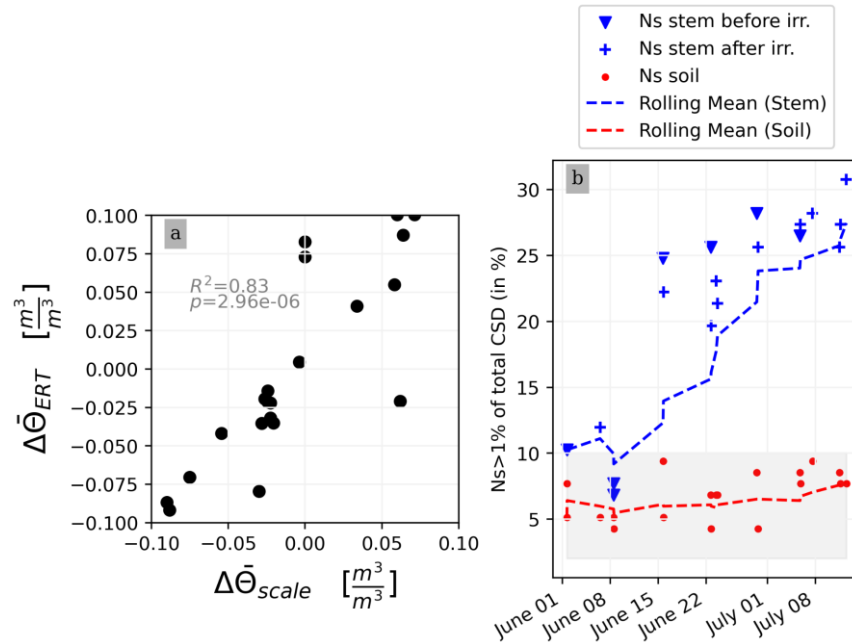 Ns stem before irr.
Ns stem after irr.
Ns soil
Rolling Mean (Stem)
Rolling Mean (Soil)
a
R²=0.83
p=2.96e-06
0.100
0.075
0.050
0.025
0.000
−0.025
−0.050
−0.075
−0.100
ΔΘ̄_ERT [m³/m³]
−0.10 −0.05 0.00 0.05 0.10
ΔΘ̄_scale [m³/m³]
b
30
25
20
15
10
5
Ns>1% of total CSD (in %)
June 01 June 08 June 15 June 22 July 01 July 08